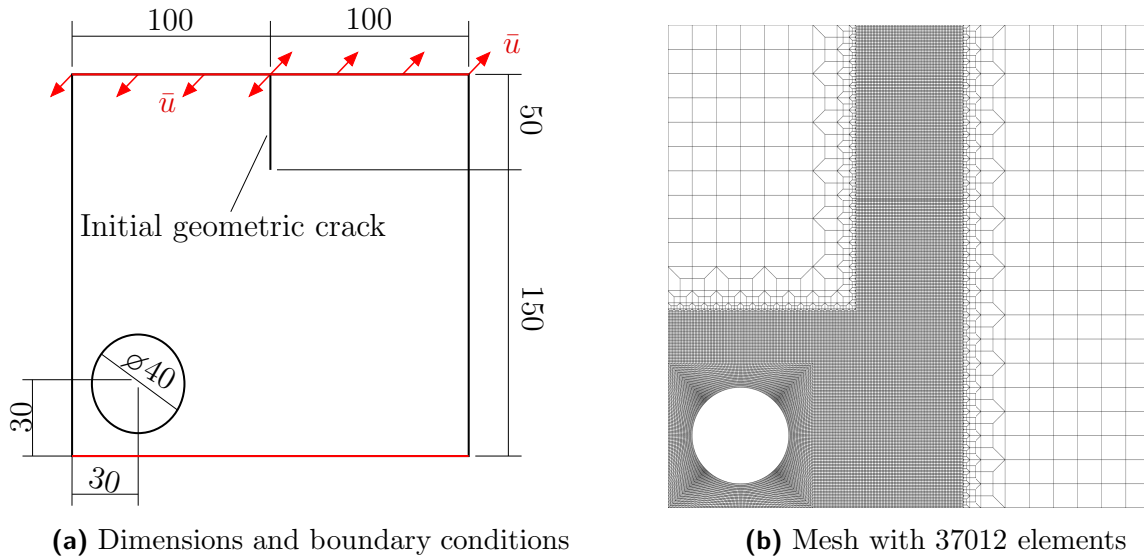 100
100
ū
ū
50
Initial geometric crack
150
⌀40
30
30
(a) Dimensions and boundary conditions
(b) Mesh with 37012 elements